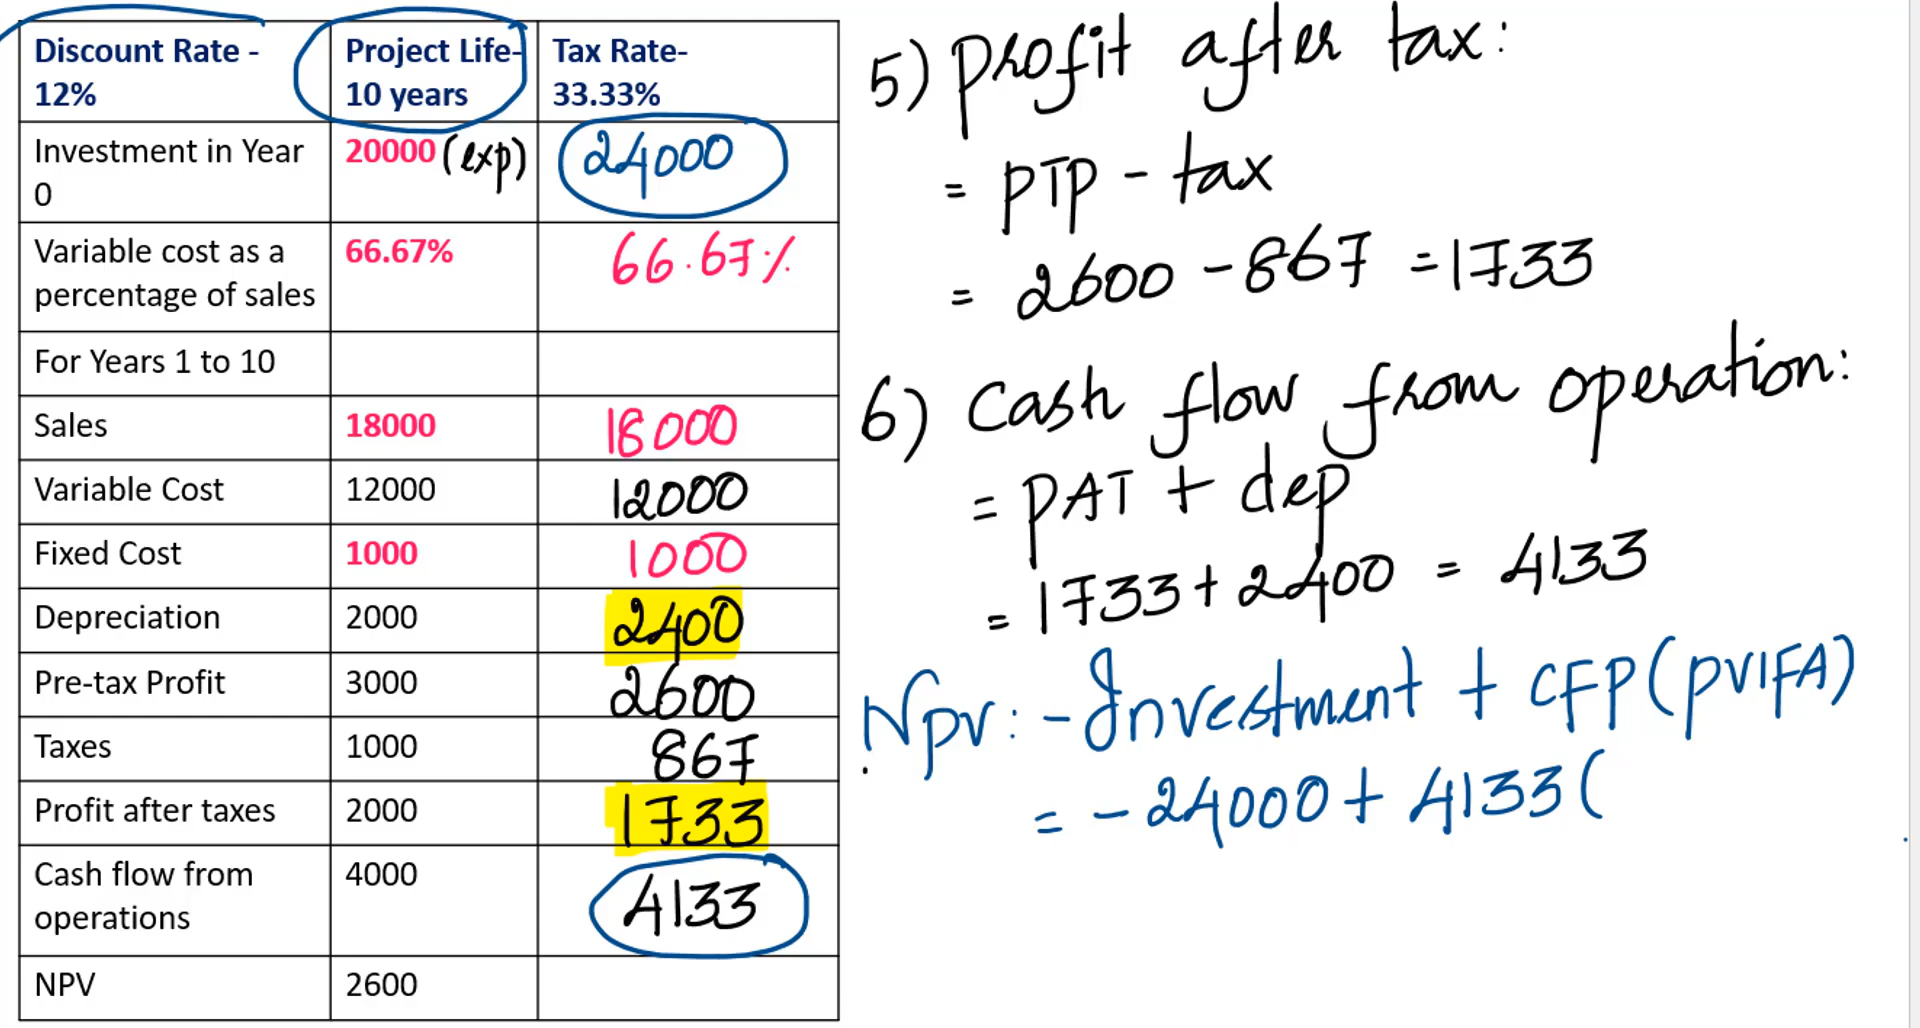 Discount Rate -
12%
Project Life-
10 years
Tax Rate-
33.33%
Investment in Year
0
20000 (exp)
24000
Variable cost as a
percentage of sales
66.67%
66.67%
For Years 1 to 10
Sales
18000
18000
Variable Cost
12000
12000
Fixed Cost
1000
1000
Depreciation
2000
2400
Pre-tax Profit
3000
2600
Taxes
1000
867
Profit after taxes
2000
1733
Cash flow from
operations
4000
4133
NPV
2600
5) Profit after tax:
= PTP - tax
= 2600 - 867 = 1733
6) Cash flow from operation:
= PAT + dep
= 1733 + 2400 = 4133
NPV: -Investment + CFP(PVIFA)
= -24000 + 4133 (